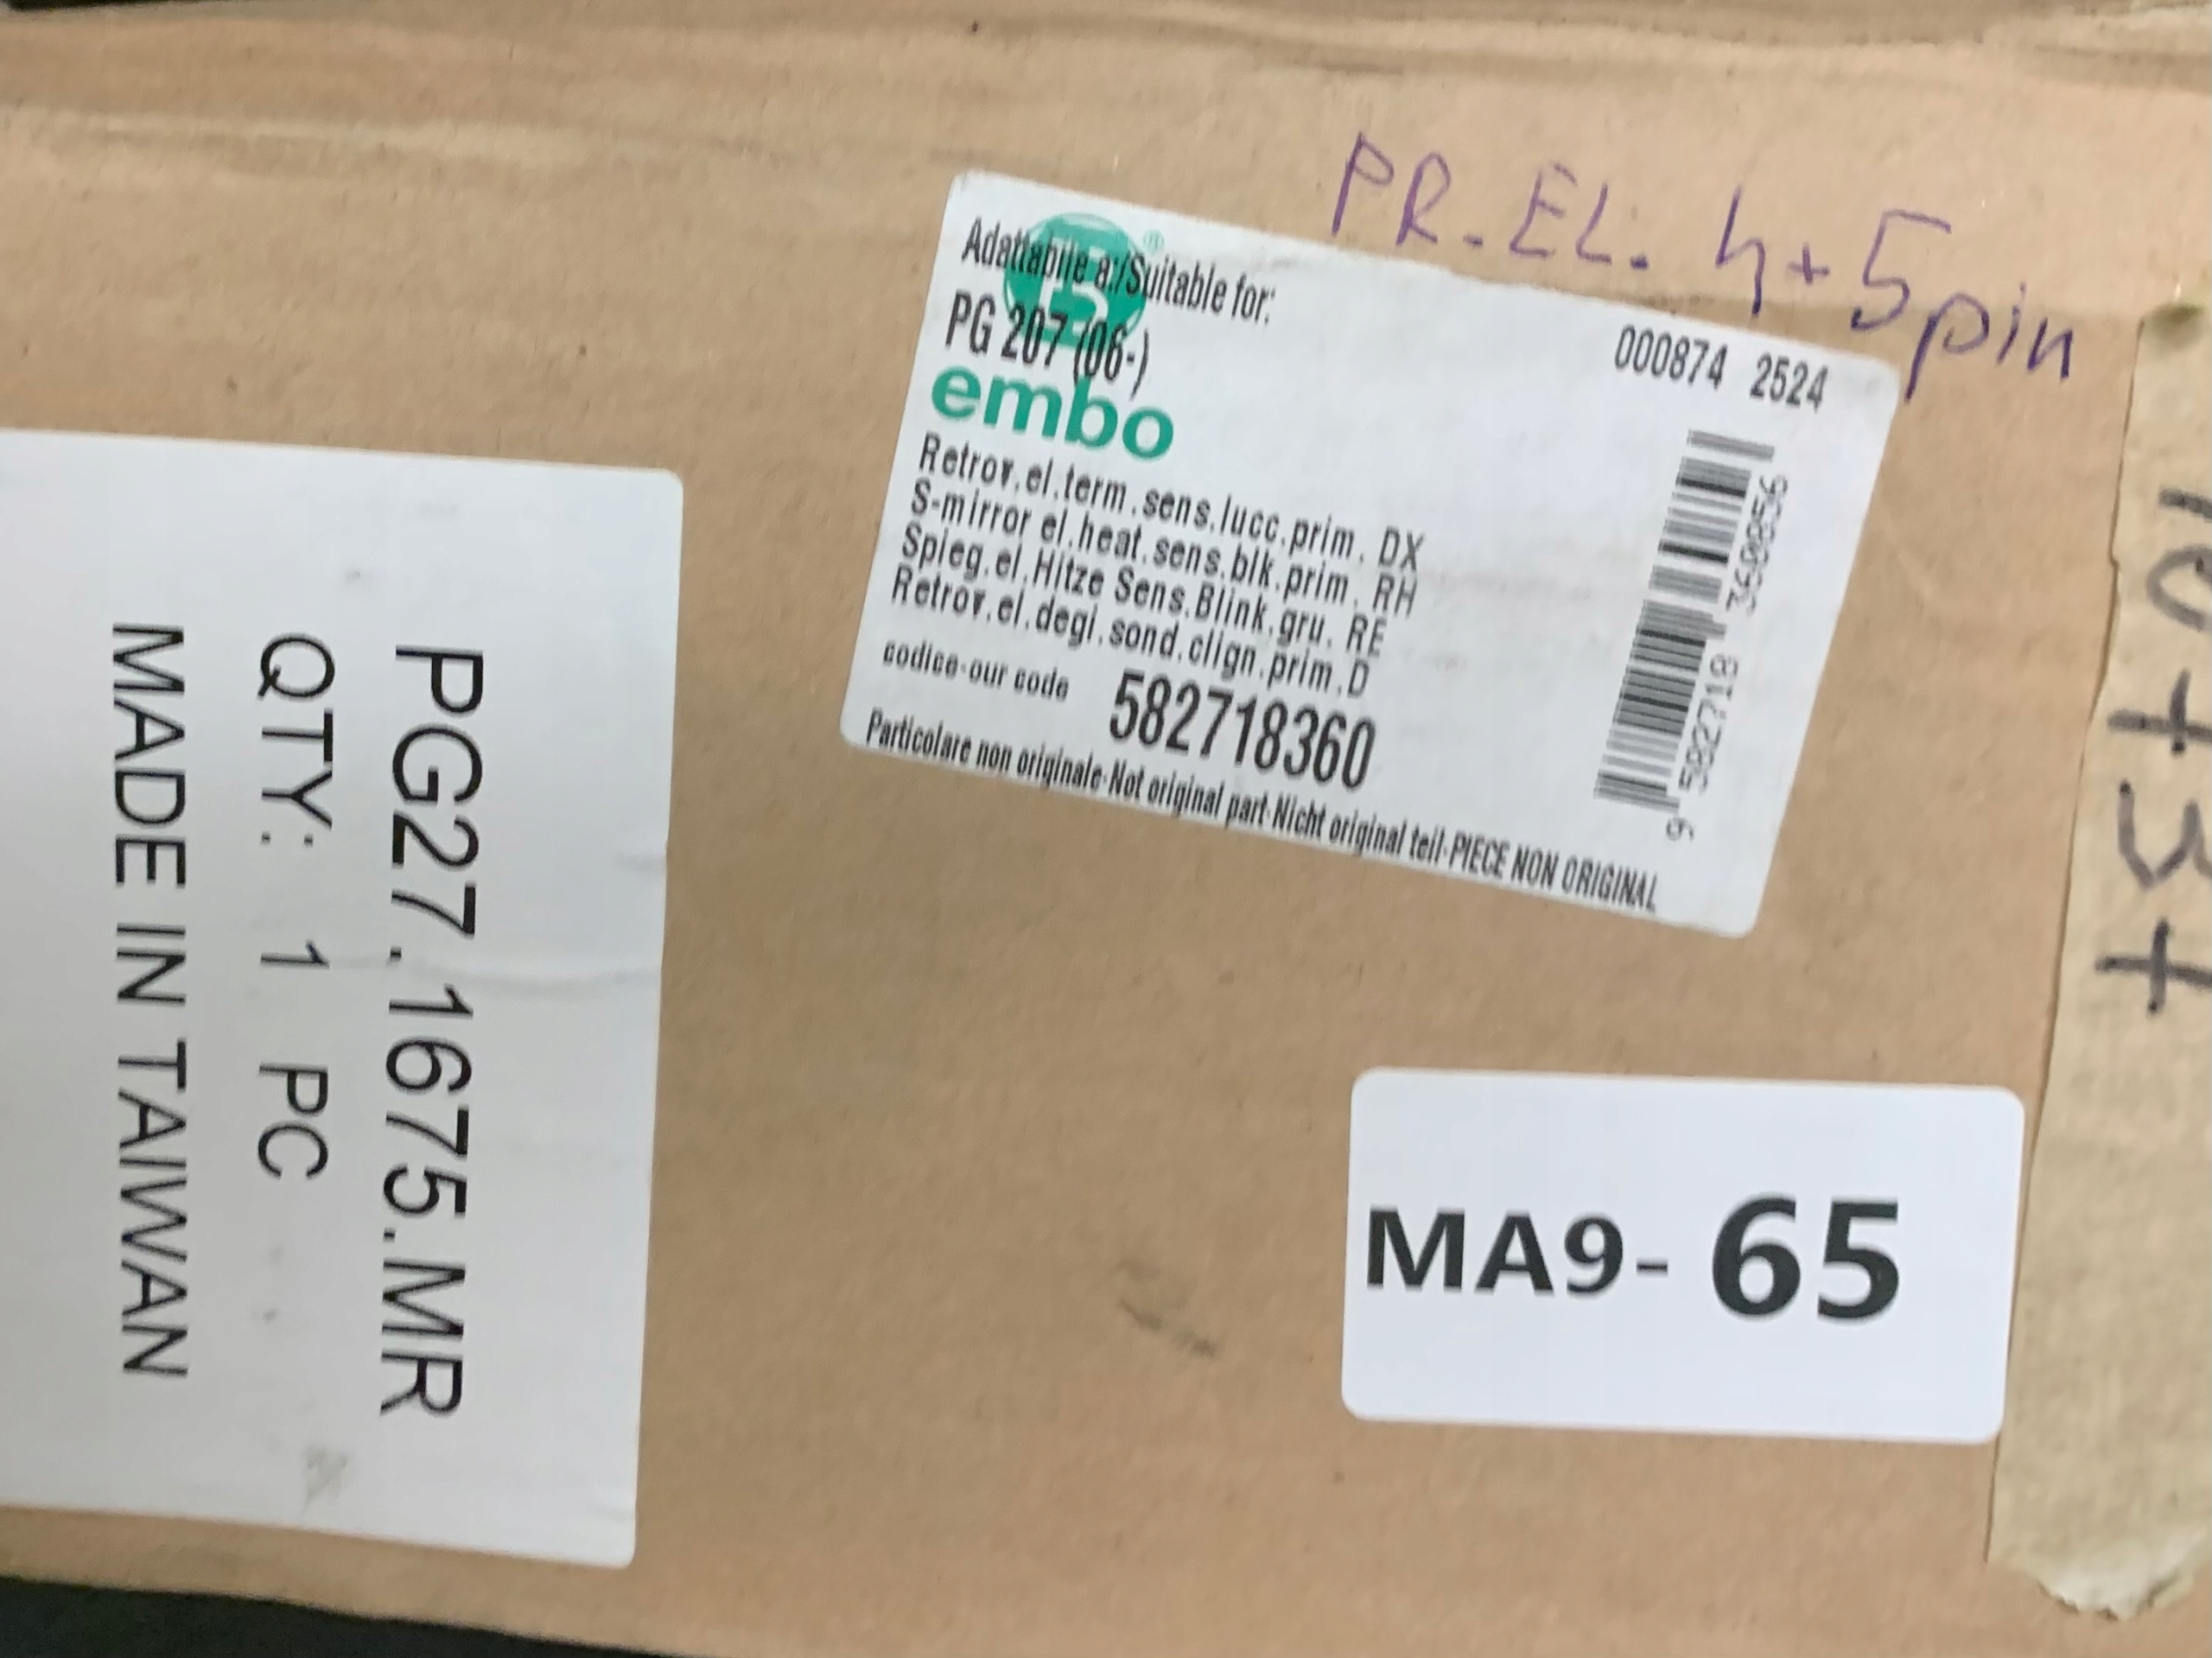 PR. EL. h+5pin
Adattabile a:/Suitable for:
PG 207 (06-)
000874 2524
embo
Retrov.el.term.sens.lucc.prim. DX
S-mirror el.heat.sens.blk.prim. RH
Spieg.el.Hitze Sens.Blink.gru. RE
Retrov.el.degi.sond.clign.prim.D
codice-our code 582718360
Particolare non originale-Not original part-Nicht original teil-PIECE NON ORIGINAL
9 582718 360085
PG27.1675.MR
QTY: 1 PC
MADE IN TAIWAN
MA9- 65